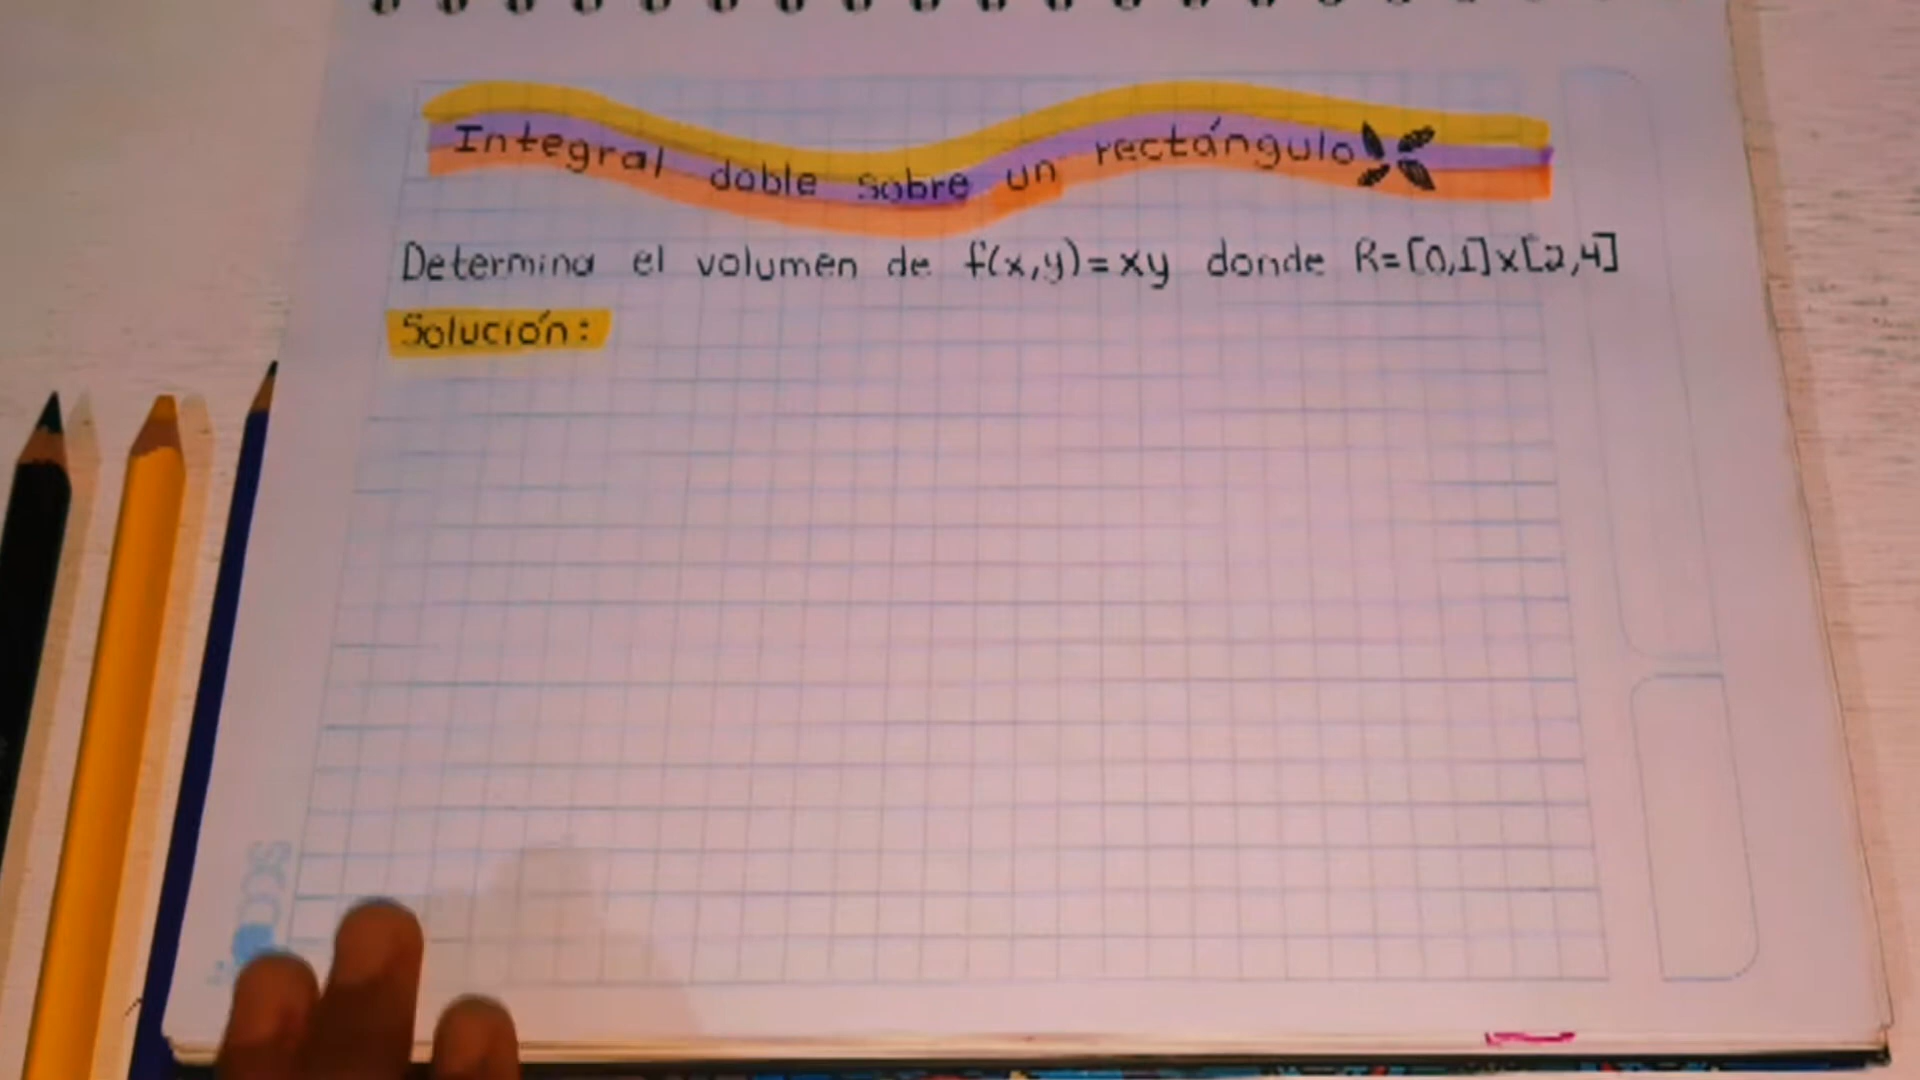 Integral doble sobre un rectángulo
Determina el volumen de f(x,y)=xy donde R=[0,1]x[2,4]
Solución: